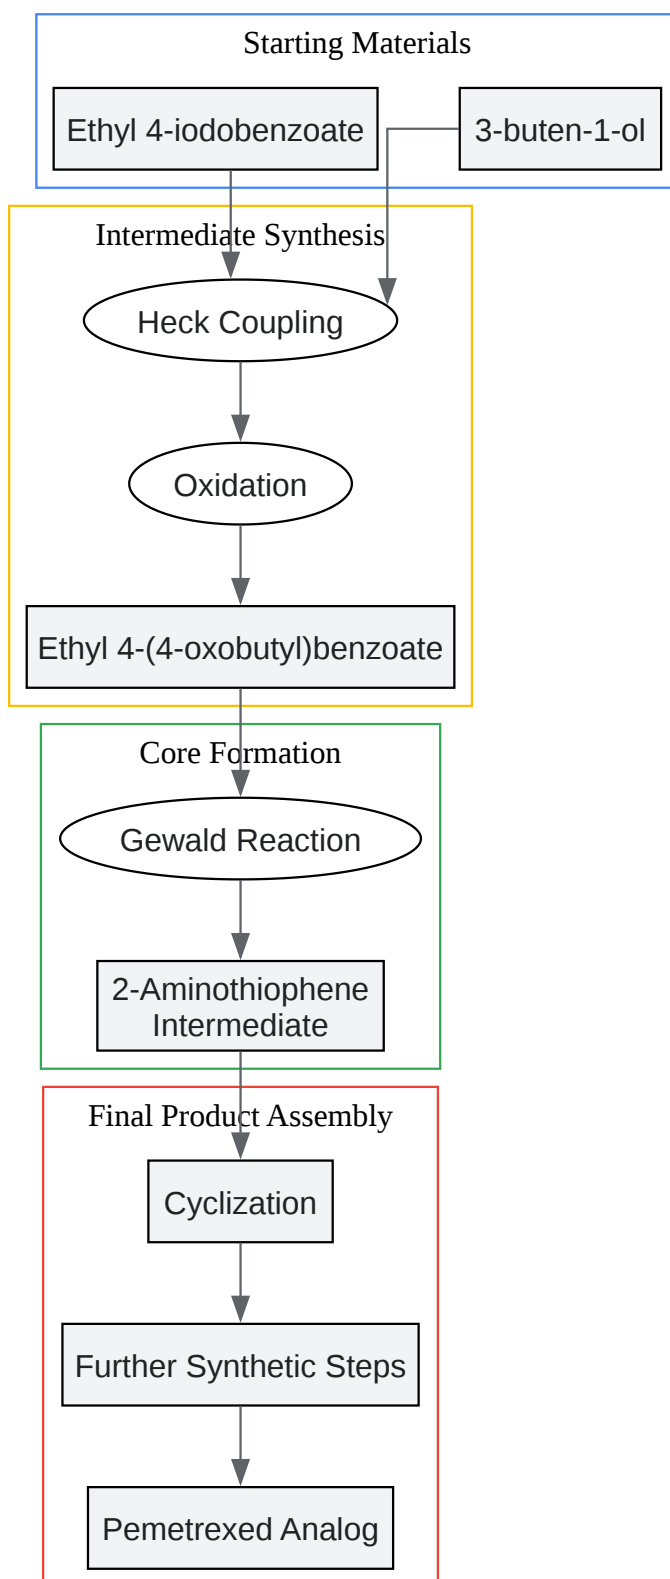 Starting Materials
Ethyl 4-iodobenzoate
3-buten-1-ol
Intermediate Synthesis
Heck Coupling
Oxidation
Ethyl 4-(4-oxobutyl)benzoate
Core Formation
Gewald Reaction
2-Aminothiophene
Intermediate
Final Product Assembly
Cyclization
Further Synthetic Steps
Pemetrexed Analog